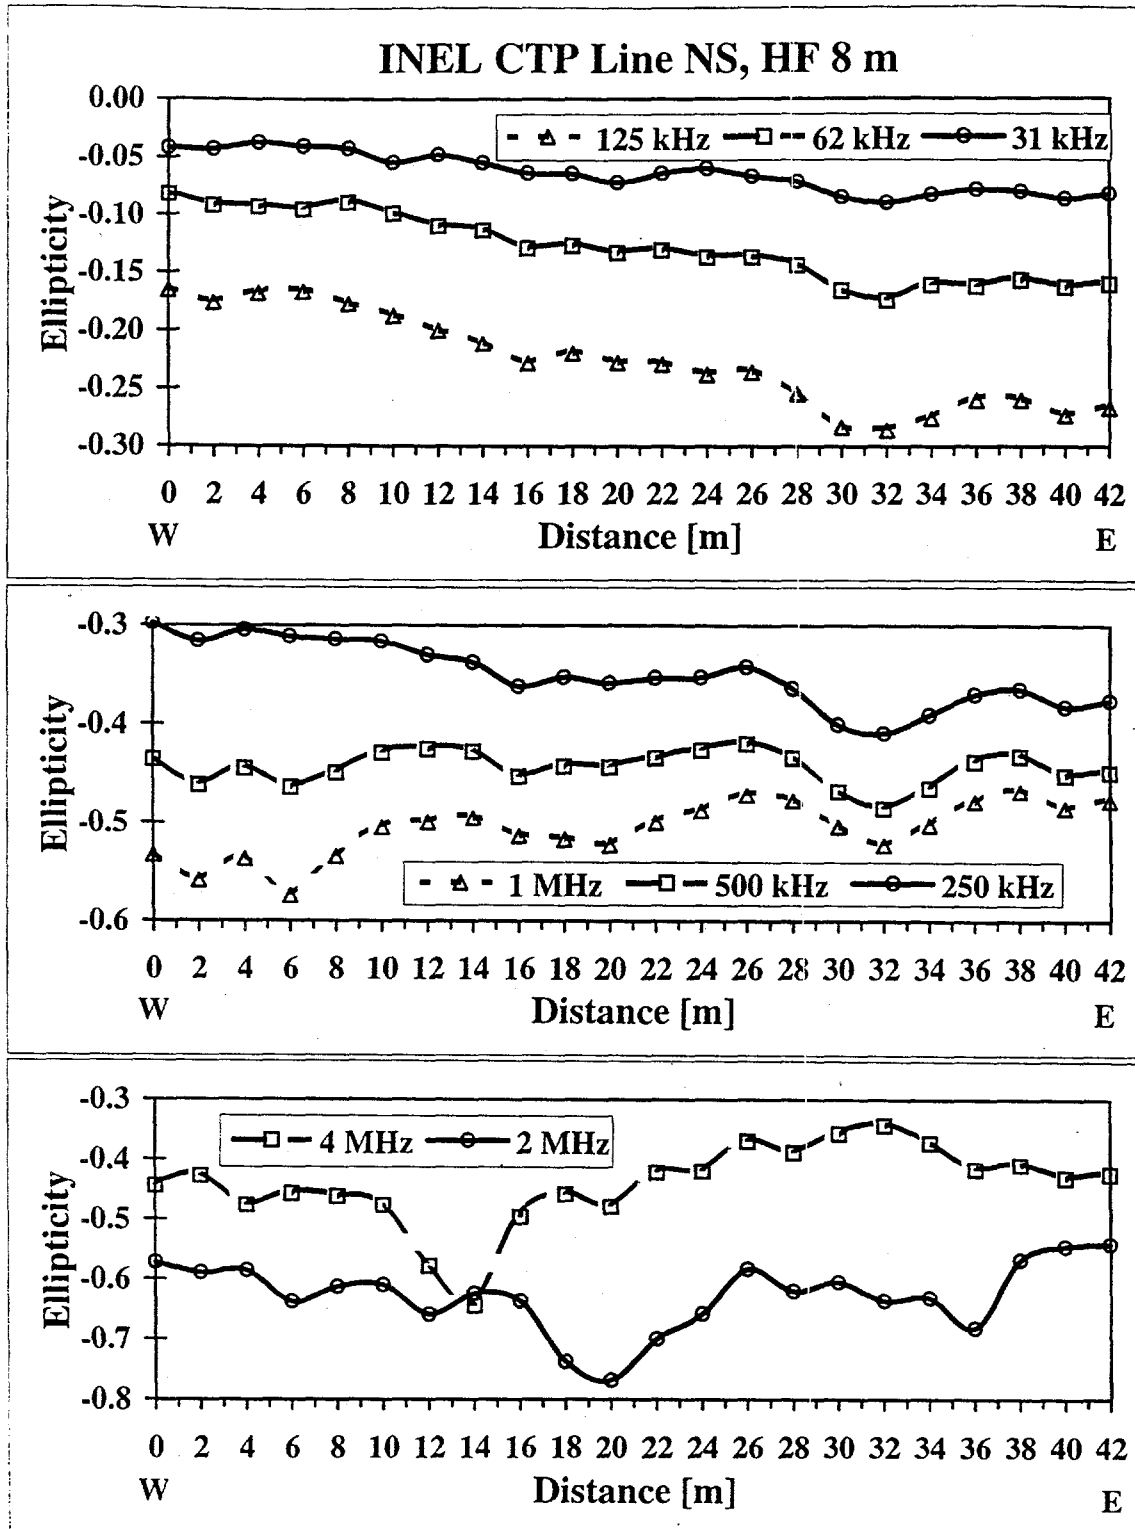 INEL CTP Line NS, HF 8 m
0.00
-0.05
-0.10
-0.15
-0.20
-0.25
-0.30
Ellipticity
125 kHz 62 kHz 31 kHz
0 2 4 6 8 10 12 14 16 18 20 22 24 26 28 30 32 34 36 38 40 42
W Distance [m] E
-0.3
-0.4
-0.5
-0.6
Ellipticity
1 MHz 500 kHz 250 kHz
0 2 4 6 8 10 12 14 16 18 20 22 24 26 28 30 32 34 36 38 40 42
W Distance [m] E
-0.3
-0.4
-0.5
-0.6
-0.7
-0.8
Ellipticity
4 MHz 2 MHz
0 2 4 6 8 10 12 14 16 18 20 22 24 26 28 30 32 34 36 38 40 42
W Distance [m] E